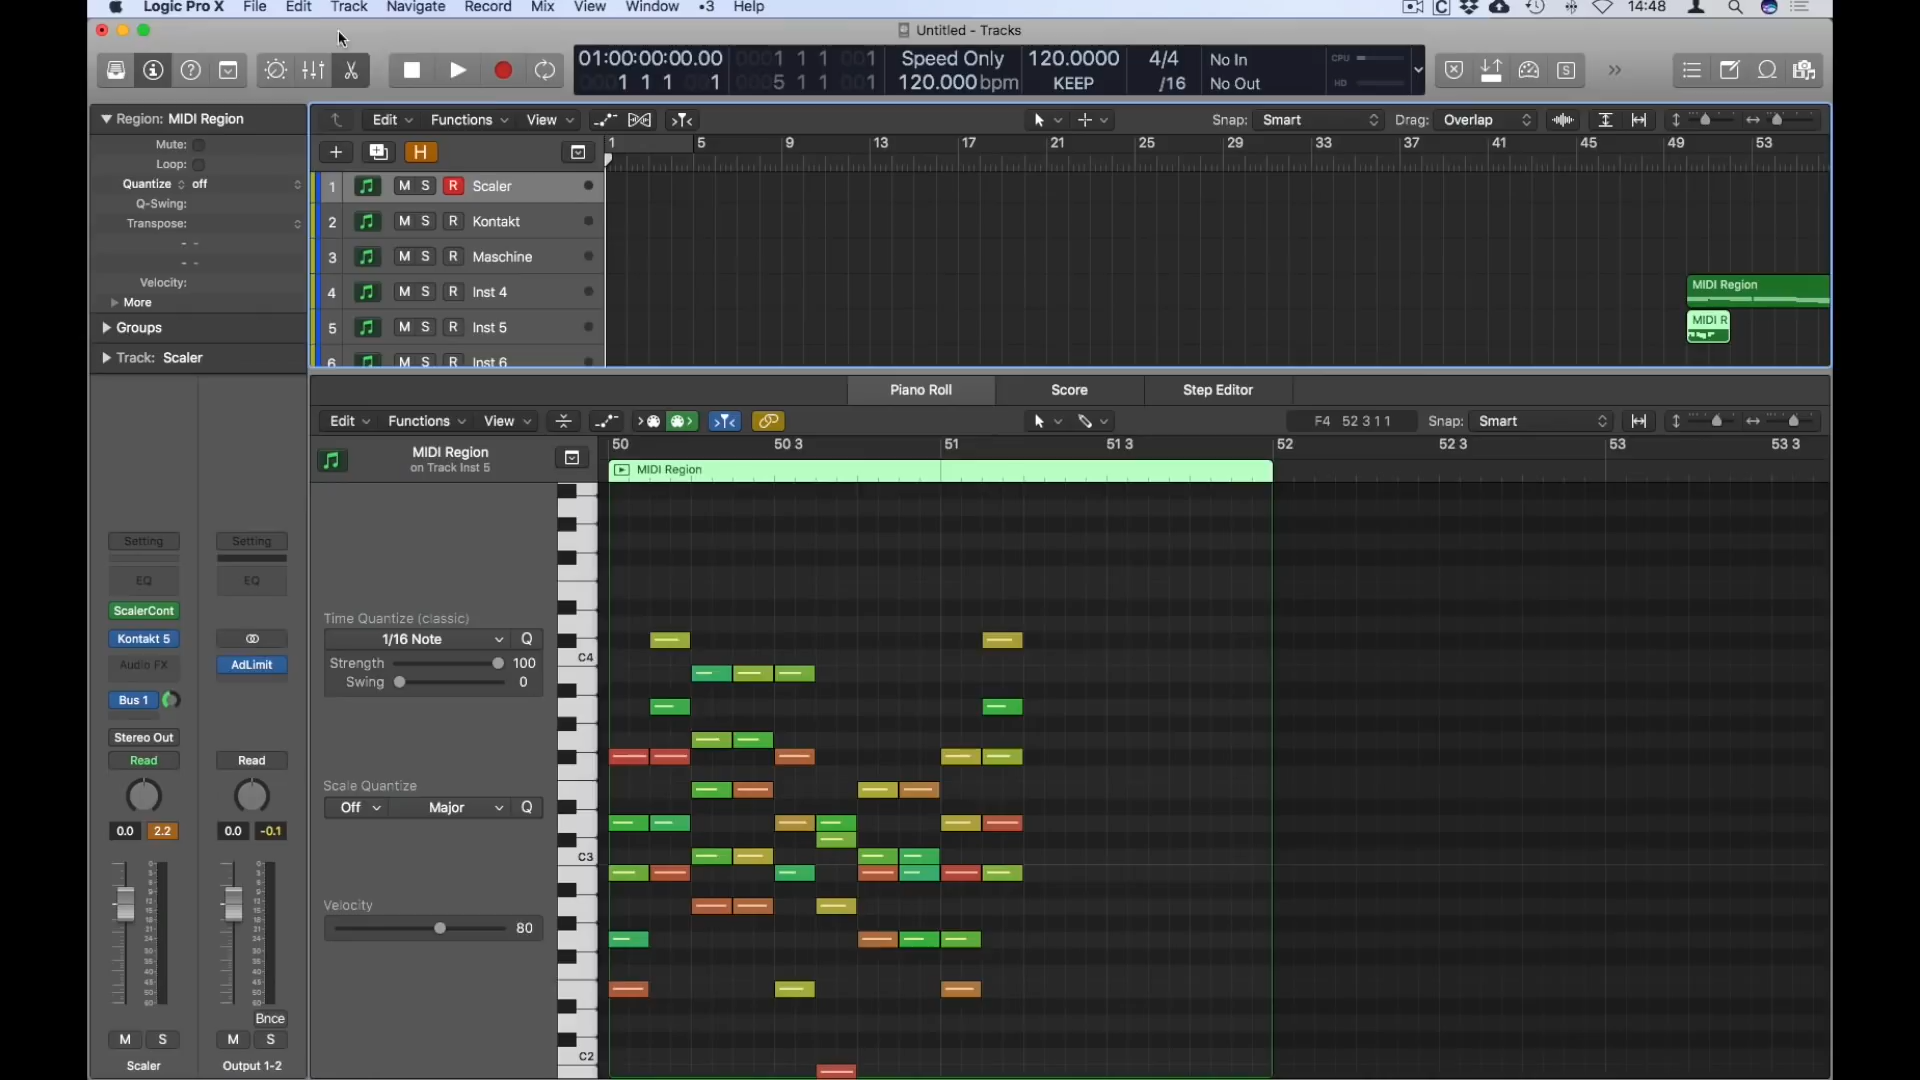 Logic Pro X File Edit Track Navigate Record Mix View Window •3 Help 14:48
Untitled - Tracks
01:00:00:00.00 Speed Only 120.0000 4/4 No In CPU
1 1 1 1 5 1 1 120.000 bpm KEEP /16 No Out HD
Region: MIDI Region
Mute:
Loop:
Quantize off
Q-Swing:
Transpose:
Velocity:
More
Groups
Track: Scaler
Edit Functions View Snap: Smart Drag: Overlap
1 5 9 13 17 21 25 29 33 37 41 45 49 53
H
1 M S R Scaler
2 M S R Kontakt
3 M S R Maschine
4 M S R Inst 4
5 M S R Inst 5
6 M S R Inst 6
MIDI Region
MIDI R
Piano Roll Score Step Editor
Edit Functions View F4 52 3 1 1 Snap: Smart
50 50 3 51 51 3 52 52 3 53 53 3
MIDI Region
on Track Inst 5
MIDI Region
Time Quantize (classic)
1/16 Note Q
Strength 100
Swing 0
Scale Quantize
Off Major Q
Velocity
80
C4
C3
C2
Setting Setting
EQ EQ
ScalerCont
Kontakt 5
Audio FX AdLimit
Bus 1
Stereo Out
Read Read
0.0 2.2 0.0 -0.1
Bnce
M S M S
Scaler Output 1-2